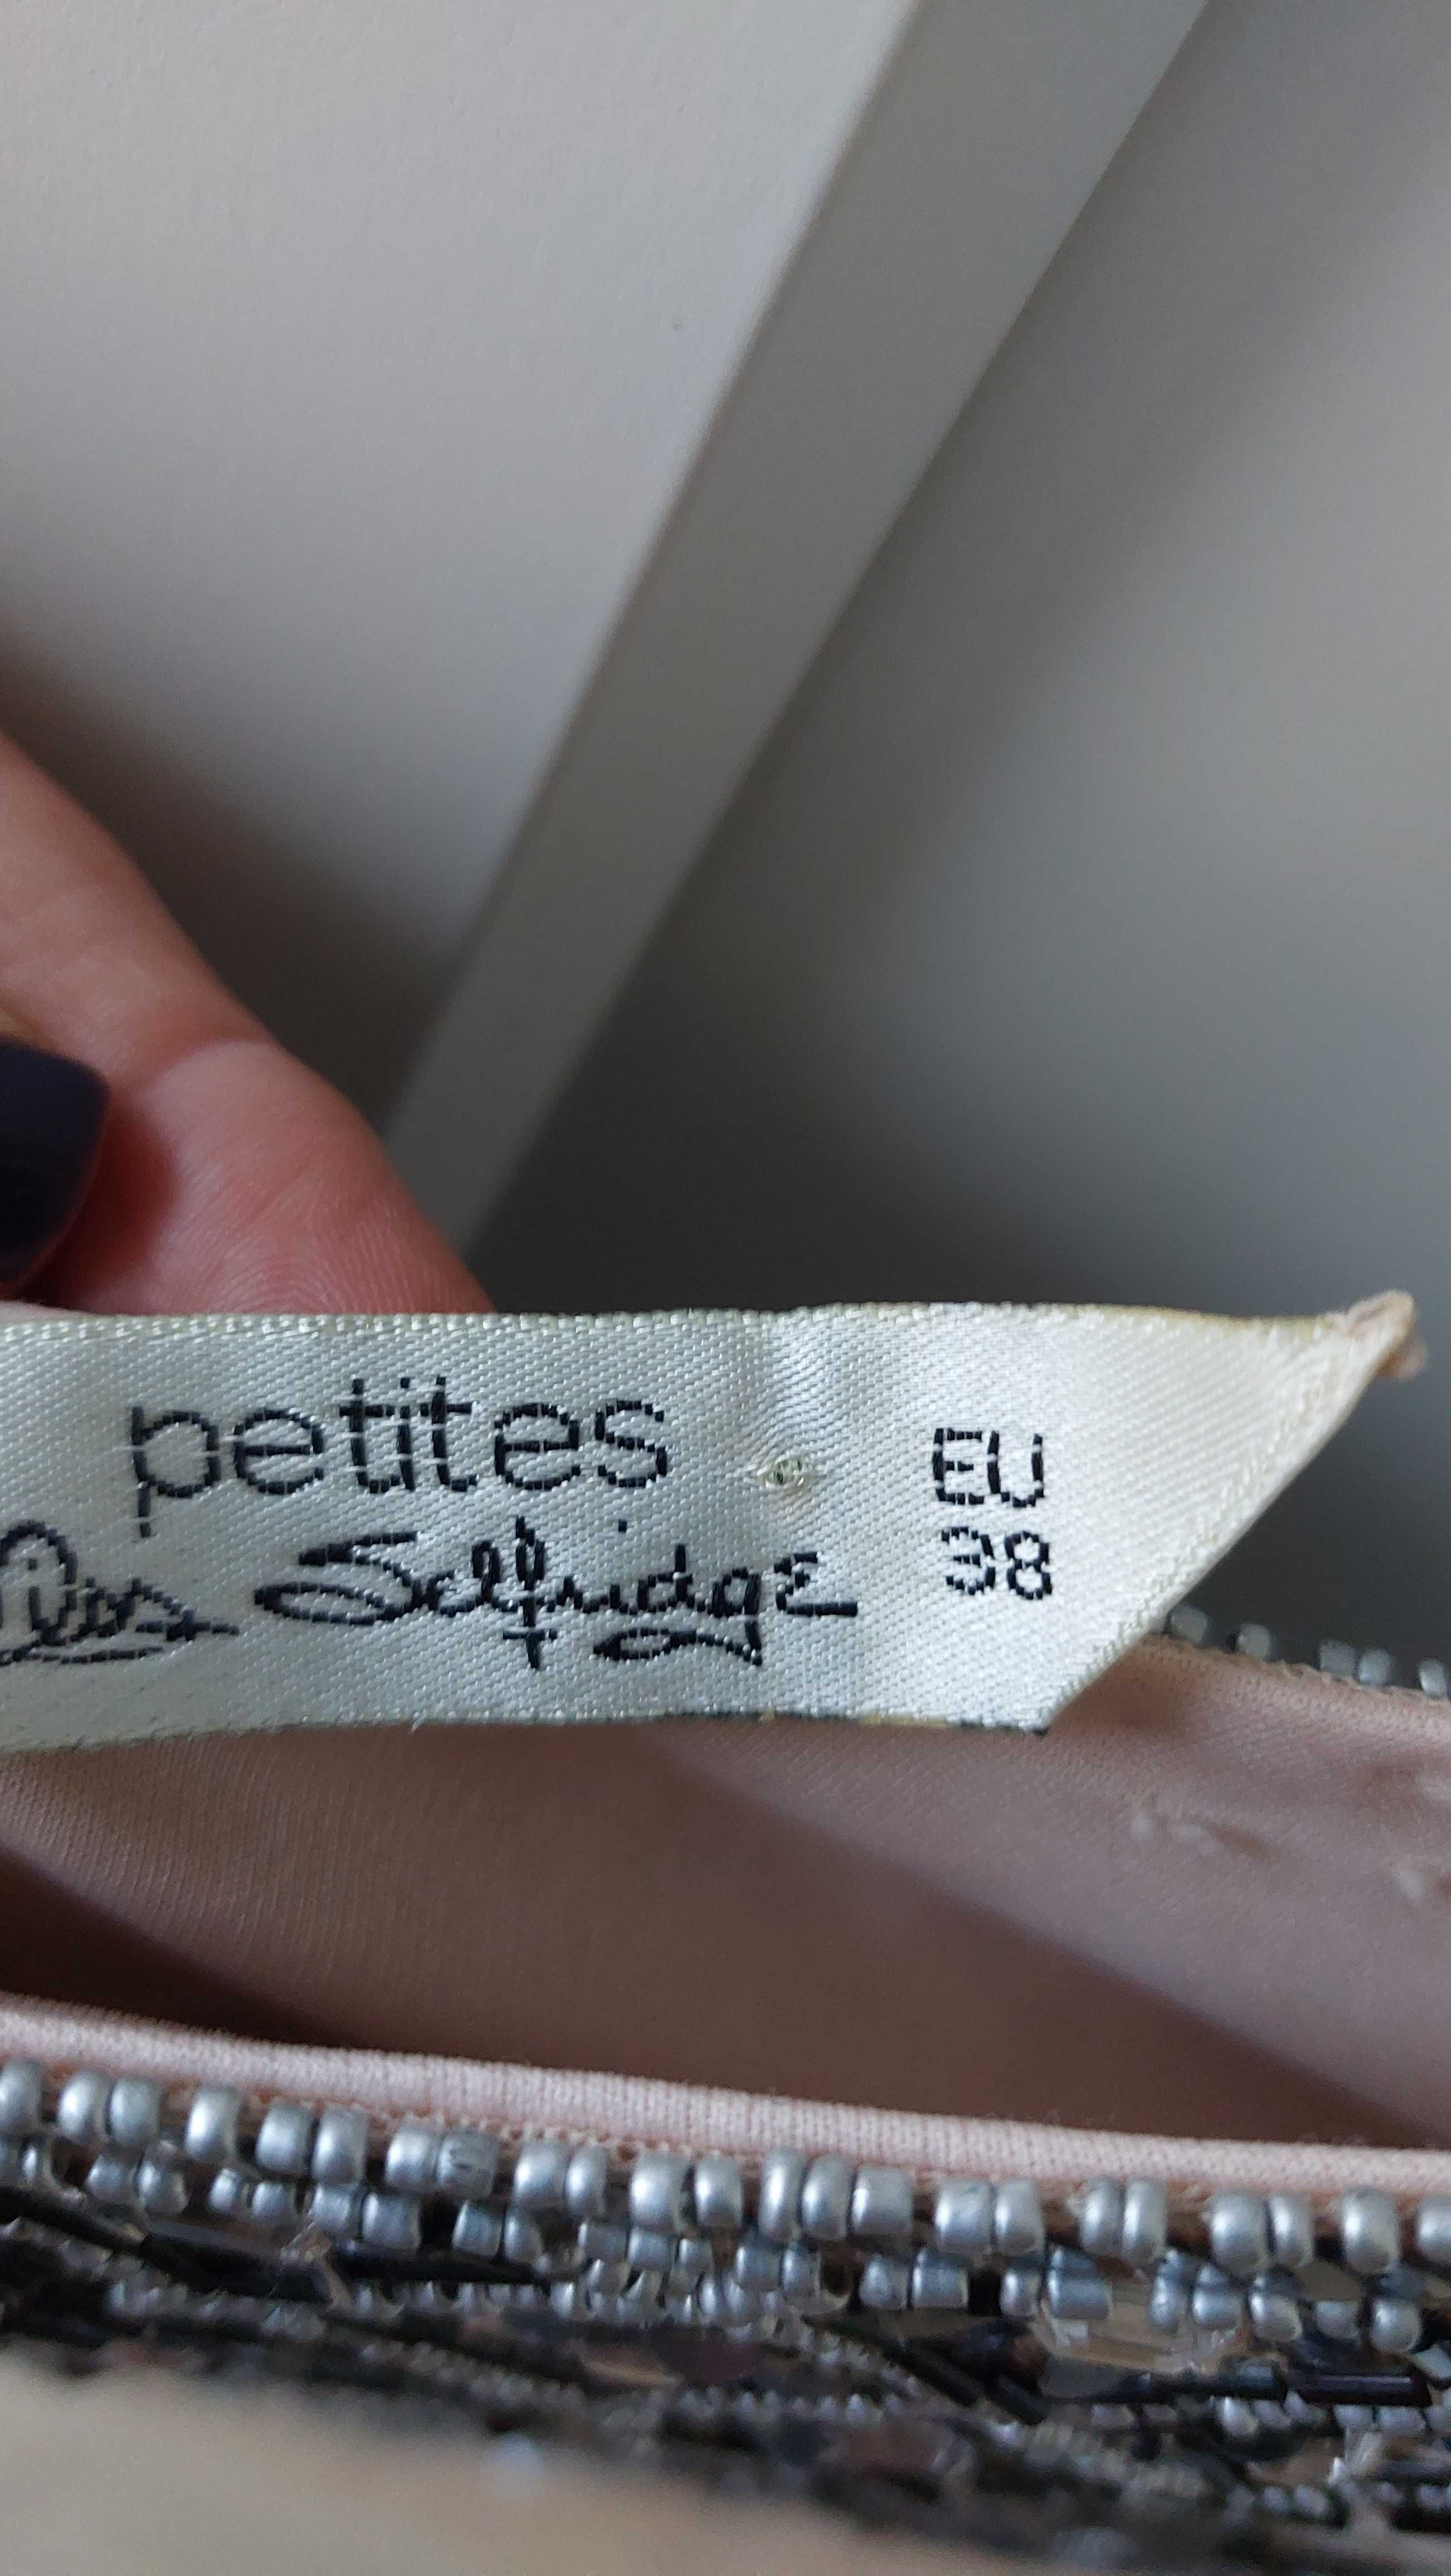 petites
Selfridge
EU
38